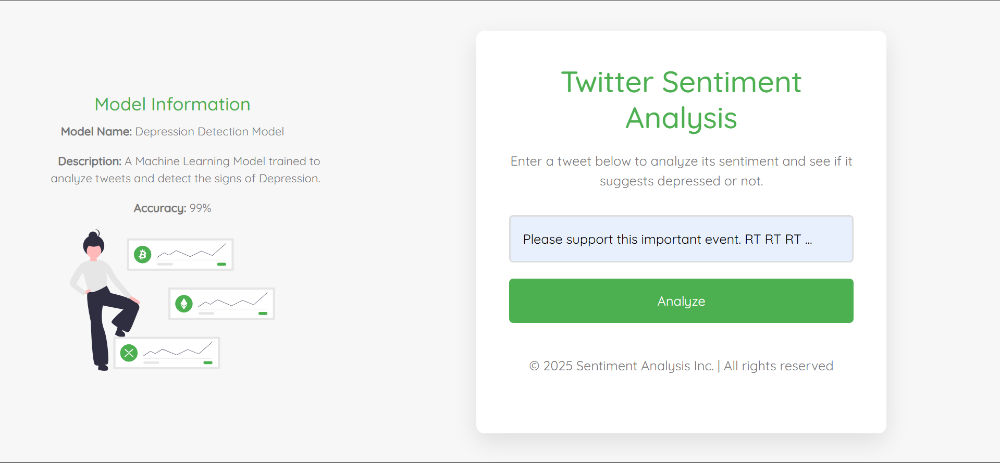 Model Information
Model Name: Depression Detection Model
Description: A Machine Learning Model trained to
analyze tweets and detect the signs of Depression.
Accuracy: 99%
Twitter Sentiment
Analysis
Enter a tweet below to analyze its sentiment and see if it
suggests depressed or not.
Please support this important event. RT RT RT ...
Analyze
© 2025 Sentiment Analysis Inc. | All rights reserved